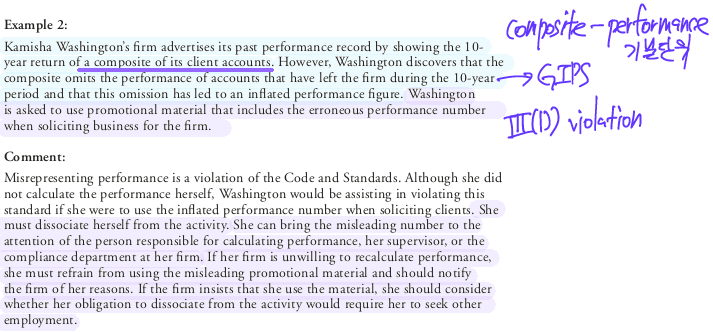 Example 2:
Kamisha Washington's firm advertises its past performance record by showing the 10-
year return of a composite of its client accounts. However, Washington discovers that the
composite omits the performance of accounts that have left the firm during the 10-year
period and that this omission has led to an inflated performance figure. Washington
is asked to use promotional material that includes the erroneous performance number
when soliciting business for the firm.
composite - performance
기본단위
→ GIPS
III(D) violation
Comment:
Misrepresenting performance is a violation of the Code and Standards. Although she did
not calculate the performance herself, Washington would be assisting in violating this
standard if she were to use the inflated performance number when soliciting clients. She
must dissociate herself from the activity. She can bring the misleading number to the
attention of the person responsible for calculating performance, her supervisor, or the
compliance department at her firm. If her firm is unwilling to recalculate performance,
she must refrain from using the misleading promotional material and should notify
the firm of her reasons. If the firm insists that she use the material, she should consider
whether her obligation to dissociate from the activity would require her to seek other
employment.